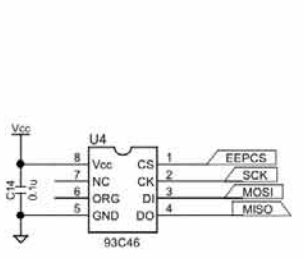 Vcc
U4
8 Vcc CS 1 EEPCS
7 NC CK 2 SCK
6 ORG DI 3 MOSI
5 GND DO 4 MISO
C14
0.1u
93C46